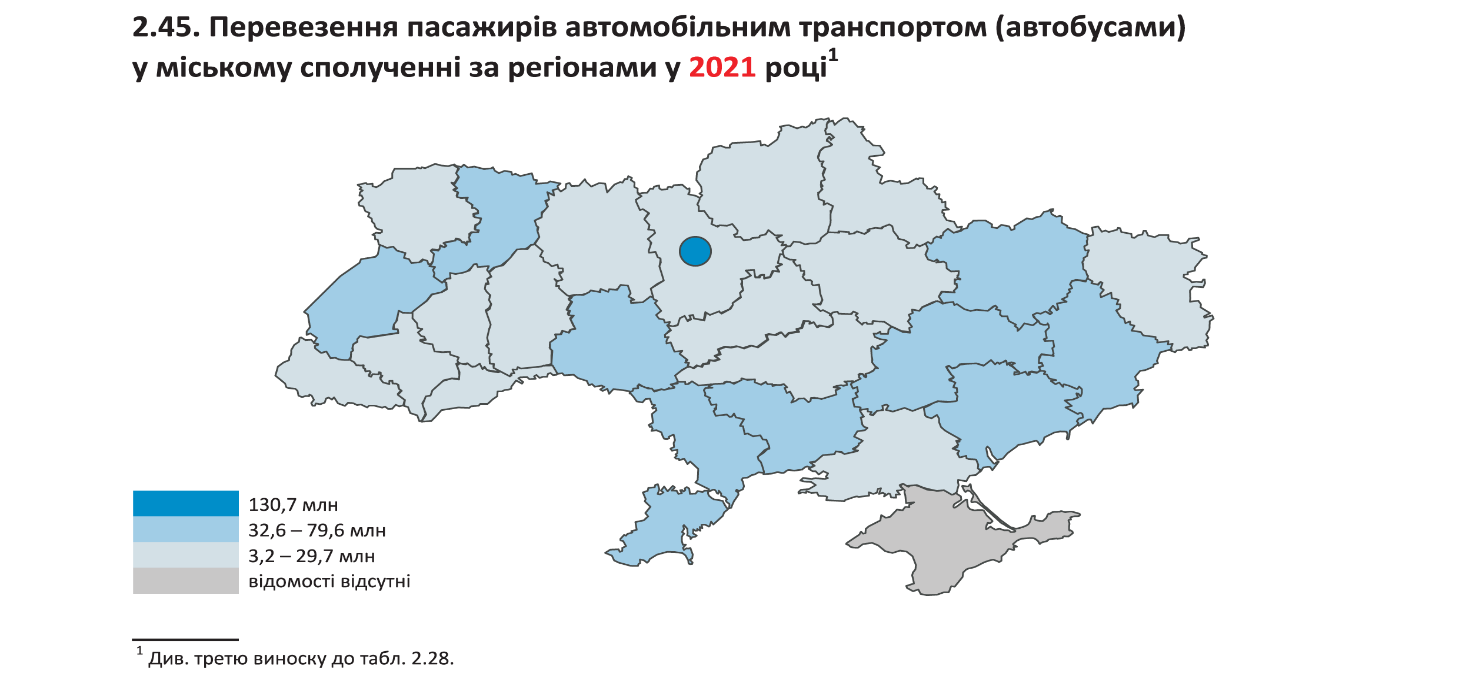 2.45. Перевезення пасажирів автомобільним транспортом (автобусами)
у міському сполученні за регіонами у 2021 році¹
130,7 млн
32,6 – 79,6 млн
3,2 – 29,7 млн
відомості відсутні
¹ Див. третю виноску до табл. 2.28.